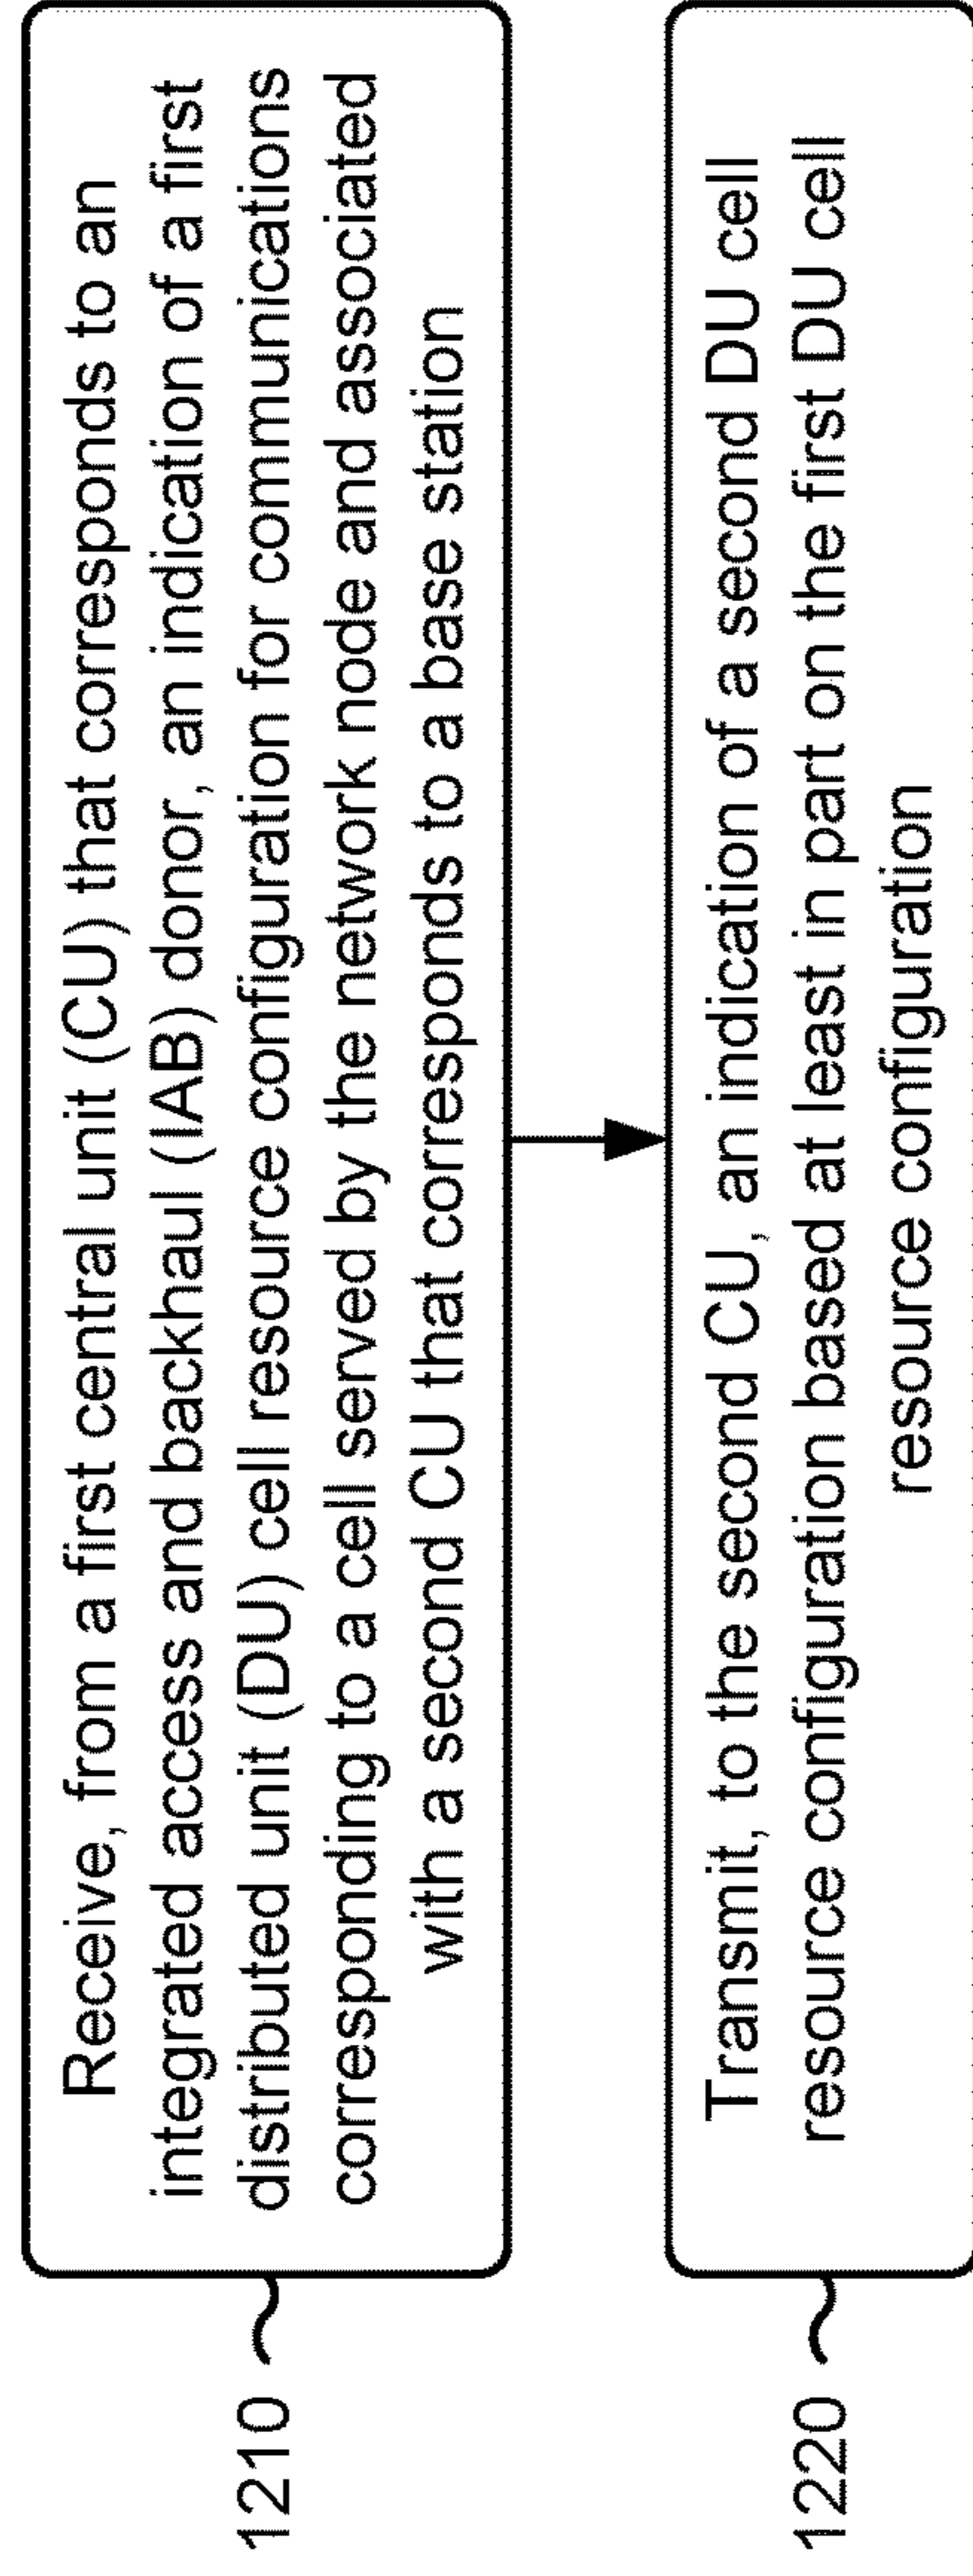 1210
Receive, from a first central unit (CU) that corresponds to an
integrated access and backhaul (IAB) donor, an indication of a first
distributed unit (DU) cell resource configuration for communications
corresponding to a cell served by the network node and associated
with a second CU that corresponds to a base station
1220
Transmit, to the second CU, an indication of a second DU cell
resource configuration based at least in part on the first DU cell
resource configuration